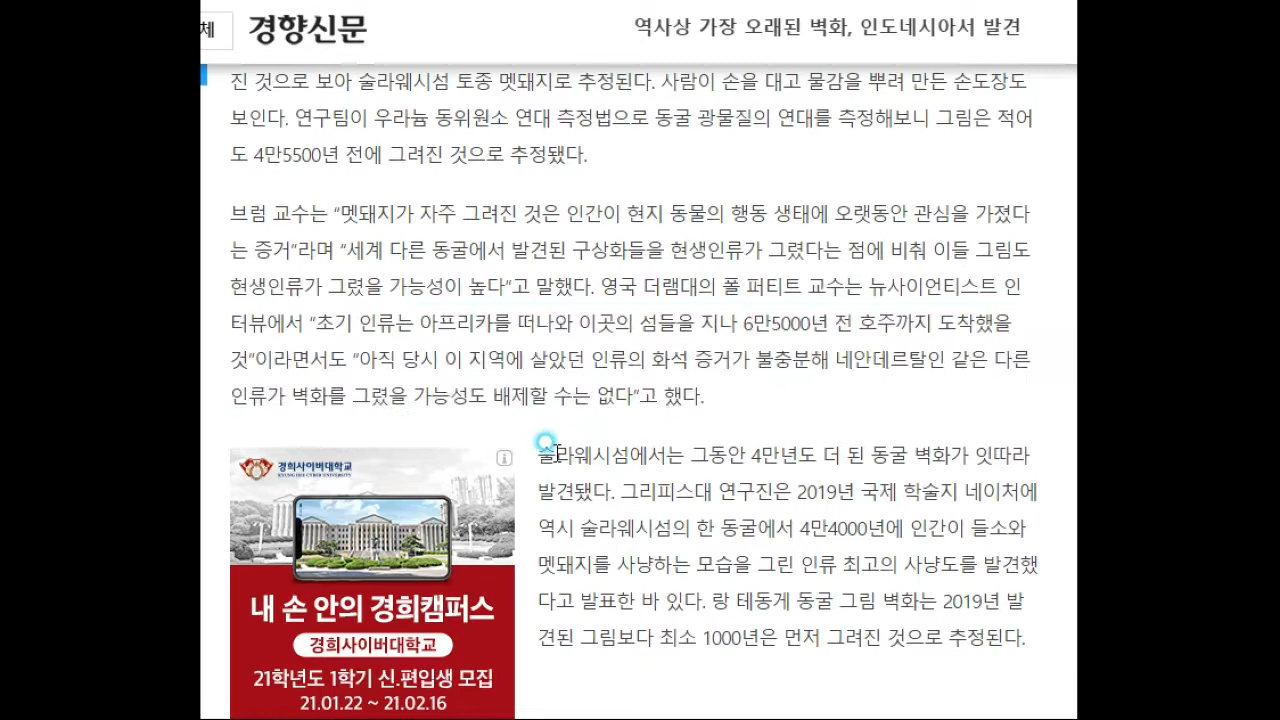 체
경향신문
역사상 가장 오래된 벽화, 인도네시아서 발견
진 것으로 보아 술라웨시섬 토종 멧돼지로 추정된다. 사람이 손을 대고 물감을 뿌려 만든 손도장도
보인다. 연구팀이 우라늄 동위원소 연대 측정법으로 동굴 광물질의 연대를 측정해보니 그림은 적어
도 4만5500년 전에 그려진 것으로 추정됐다.
브럼 교수는 “멧돼지가 자주 그려진 것은 인간이 현지 동물의 행동 생태에 오랫동안 관심을 가졌다
는 증거”라며 “세계 다른 동굴에서 발견된 구상화들을 현생인류가 그렸다는 점에 비춰 이들 그림도
현생인류가 그렸을 가능성이 높다”고 말했다. 영국 더램대의 폴 퍼티트 교수는 뉴사이언티스트 인
터뷰에서 “초기 인류는 아프리카를 떠나와 이곳의 섬들을 지나 6만5000년 전 호주까지 도착했을
것”이라면서도 “아직 당시 이 지역에 살았던 인류의 화석 증거가 불충분해 네안데르탈인 같은 다른
인류가 벽화를 그렸을 가능성도 배제할 수는 없다”고 했다.
술라웨시섬에서는 그동안 4만년도 더 된 동굴 벽화가 잇따라
발견됐다. 그리피스대 연구진은 2019년 국제 학술지 네이처에
역시 술라웨시섬의 한 동굴에서 4만4000년에 인간이 들소와
멧돼지를 사냥하는 모습을 그린 인류 최고의 사냥도를 발견했
다고 발표한 바 있다. 랑 테동게 동굴 그림 벽화는 2019년 발
견된 그림보다 최소 1000년은 먼저 그려진 것으로 추정된다.
경희사이버대학교
KYUNG HEE CYBER UNIVERSITY
내 손 안의 경희캠퍼스
경희사이버대학교
21학년도 1학기 신.편입생 모집
21.01.22 ~ 21.02.16